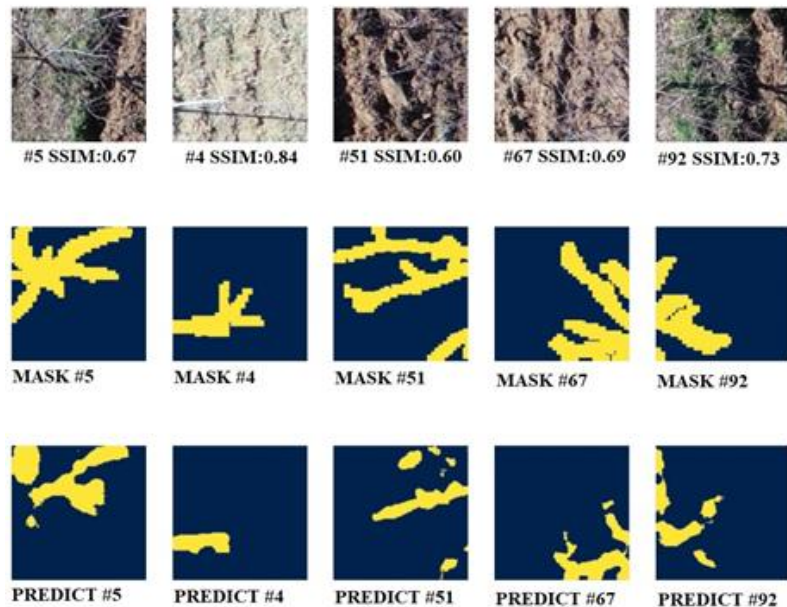 #5 SSIM:0.67 #4 SSIM:0.84 #51 SSIM:0.60 #67 SSIM:0.69 #92 SSIM:0.73
MASK #5 MASK #4 MASK #51 MASK #67 MASK #92
PREDICT #5 PREDICT #4 PREDICT #51 PREDICT #67 PREDICT #92